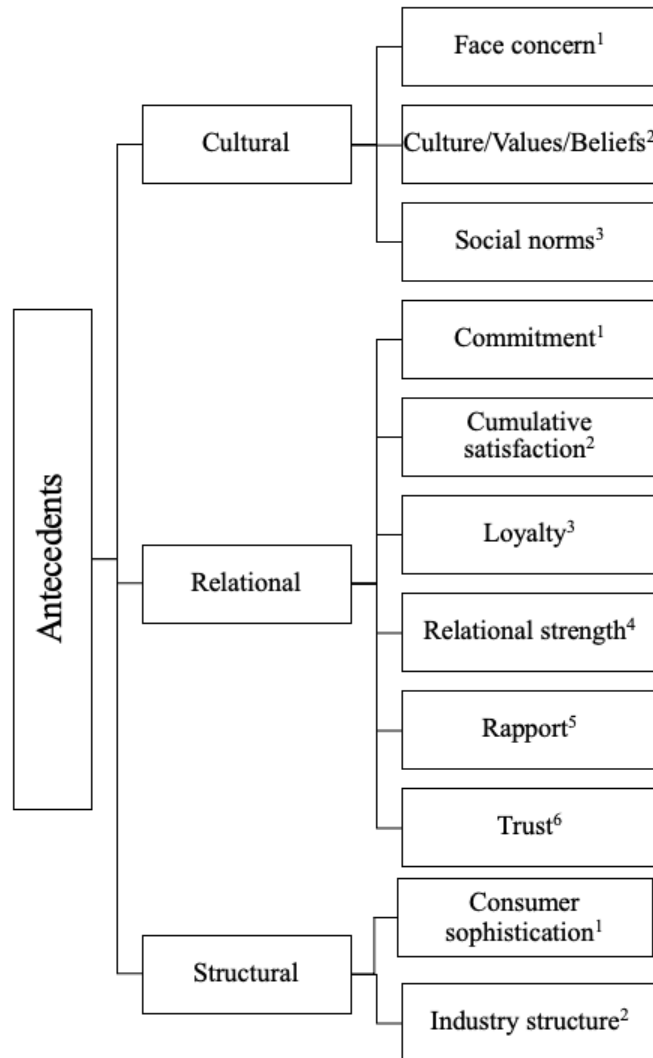 Antecedents
Cultural
Face concern¹
Culture/Values/Beliefs²
Social norms³
Relational
Commitment¹
Cumulative
satisfaction²
Loyalty³
Relational strength⁴
Rapport⁵
Trust⁶
Structural
Consumer
sophistication¹
Industry structure²